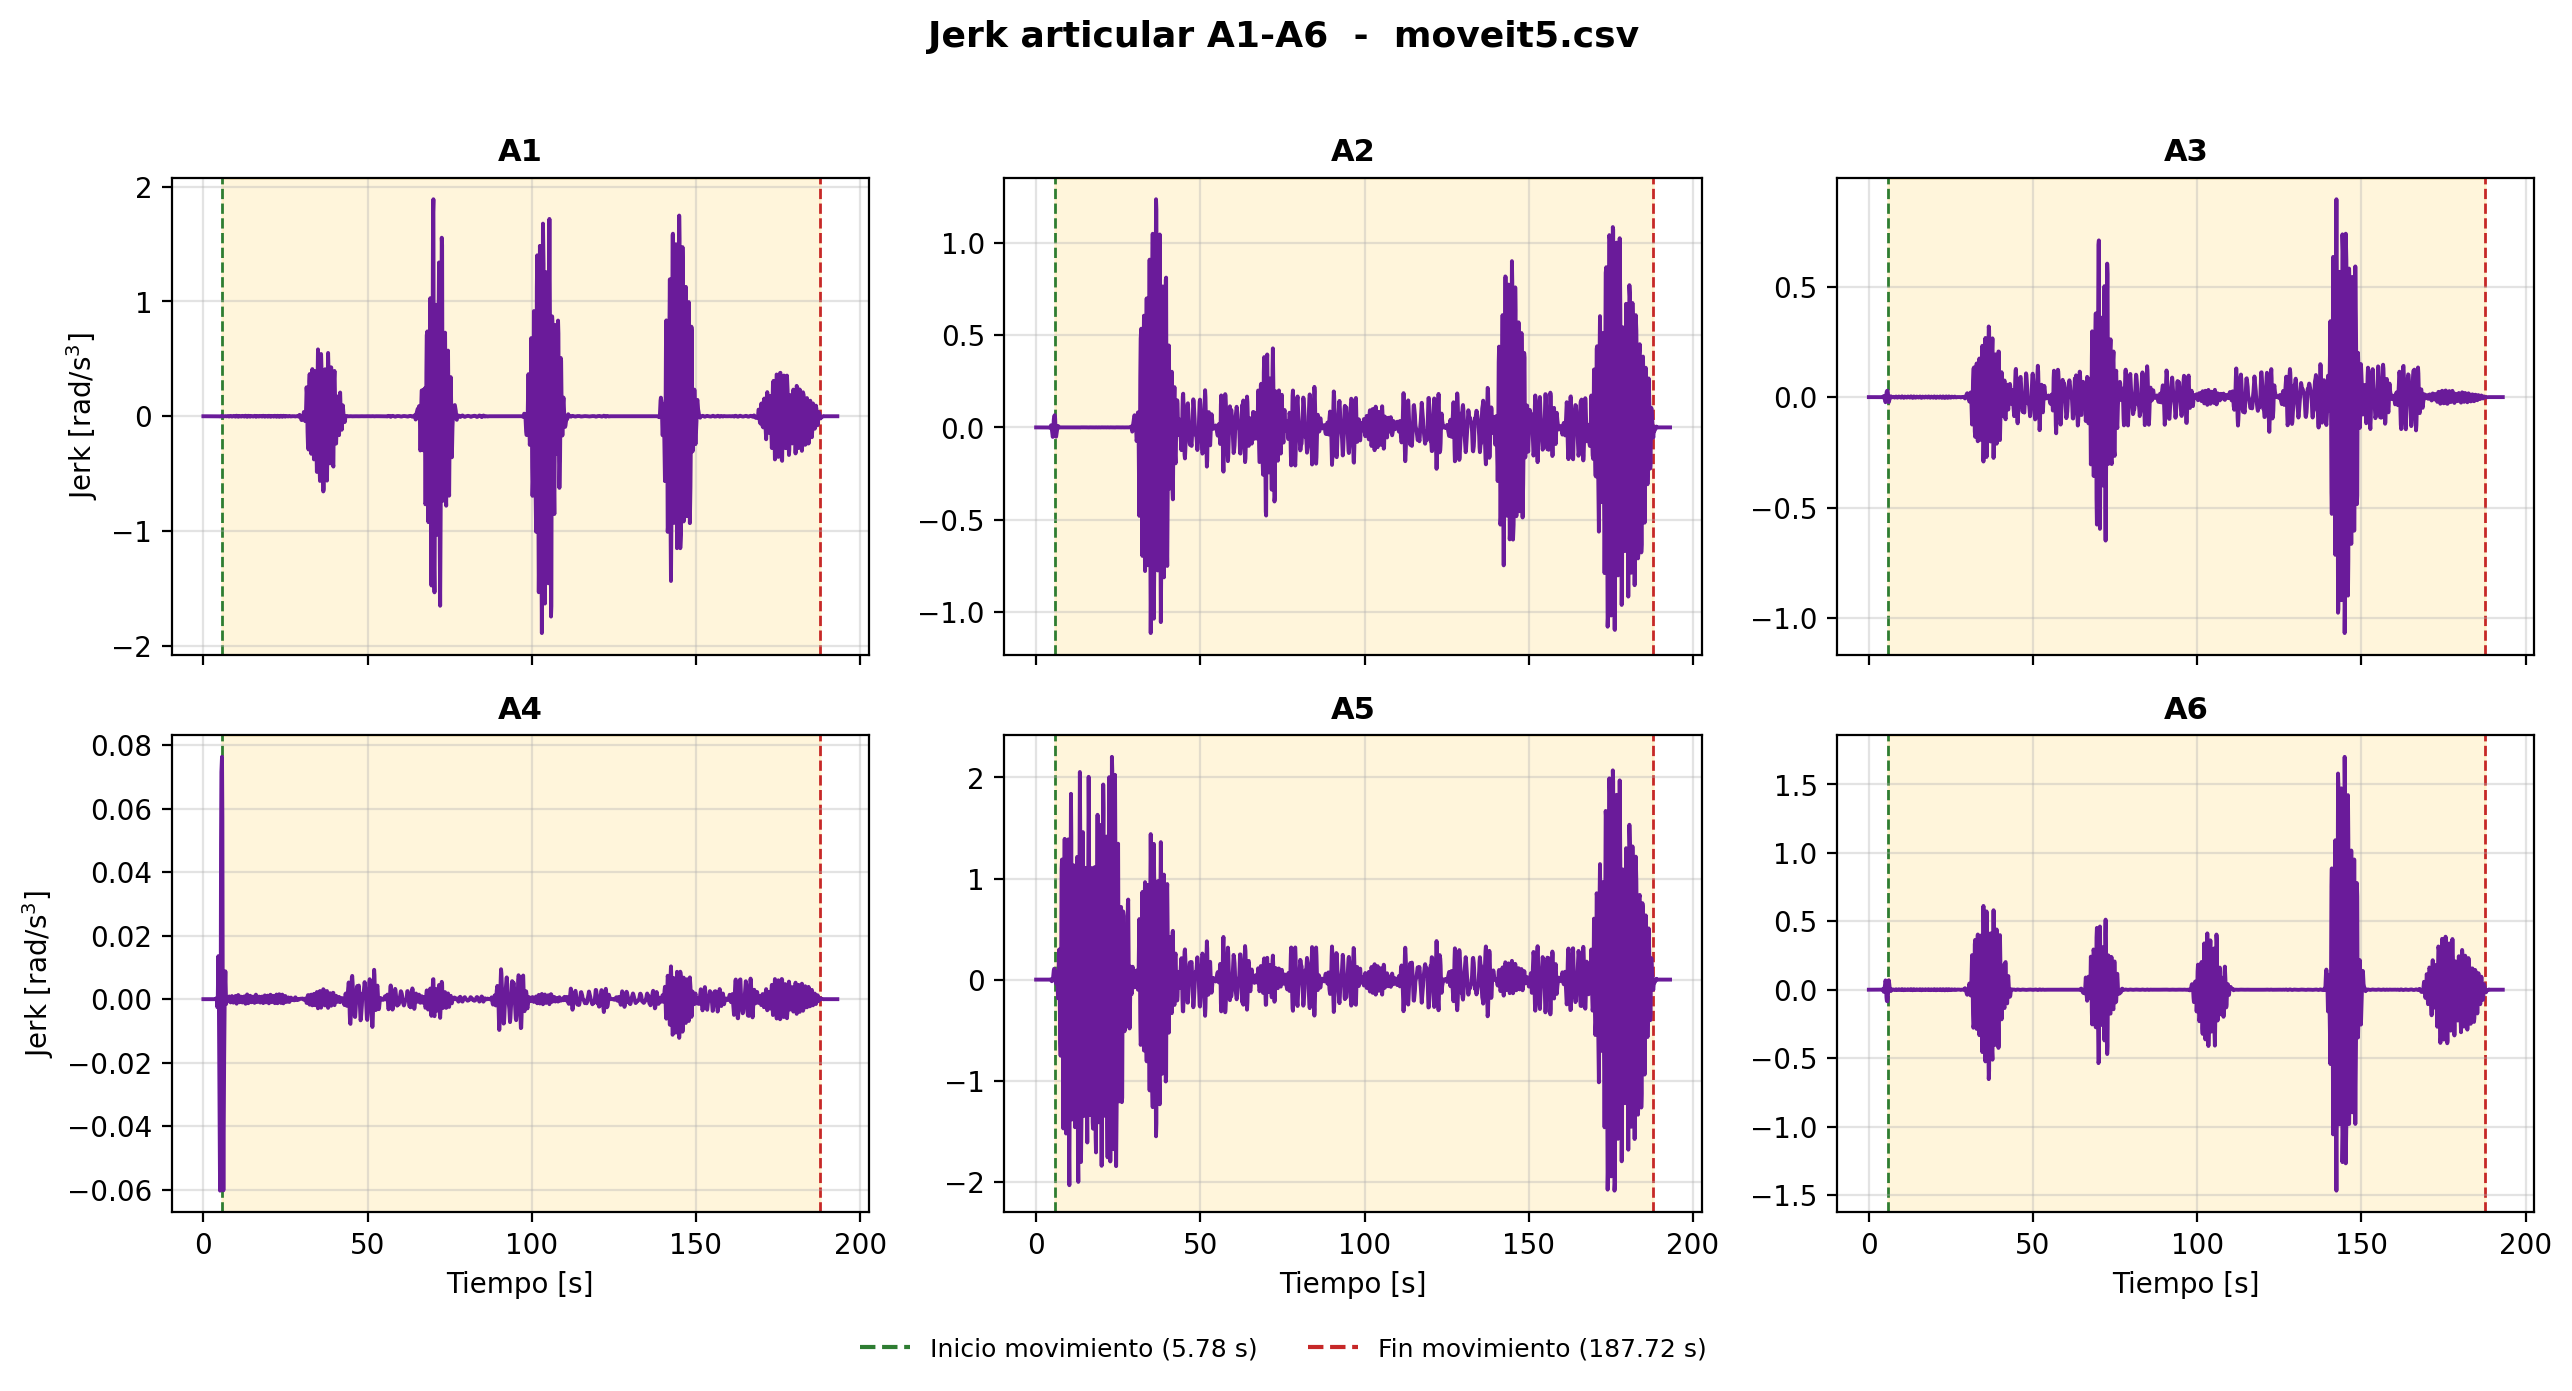 Jerk articular A1-A6 - moveit5.csv
A1
A2
A3
2
1
0
−1
−2
Jerk [rad/s³]
1.0
0.5
0.0
−0.5
−1.0
0.5
0.0
−0.5
−1.0
A4
A5
A6
0.08
0.06
0.04
0.02
0.00
−0.02
−0.04
−0.06
Jerk [rad/s³]
2
1
0
−1
−2
1.5
1.0
0.5
0.0
−0.5
−1.0
−1.5
0 50 100 150 200
0 50 100 150 200
0 50 100 150 200
Tiempo [s]
Tiempo [s]
Tiempo [s]
Inicio movimiento (5.78 s)
Fin movimiento (187.72 s)